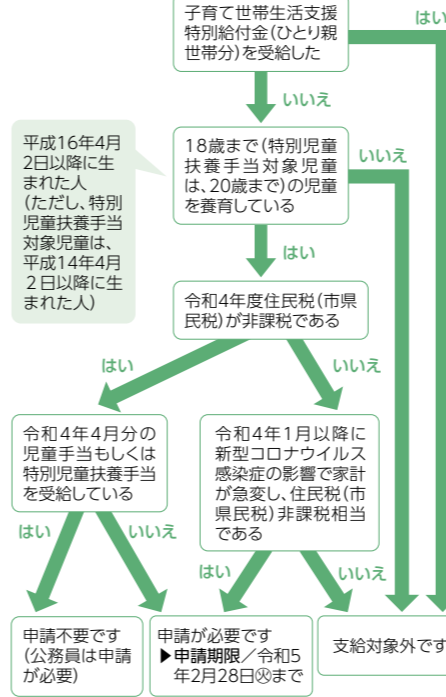 子育て世帯生活支援
特別給付金(ひとり親
世帯分)を受給した
はい
いいえ
平成16年4月
2日以降に生
まれた人
(ただし、特別
児童扶養手当
対象児童は、
平成14年4月
2日以降に生
まれた人)
18歳まで(特別児童
扶養手当対象児童
は、20歳まで)の児童
を養育している
いいえ
はい
令和4年度住民税(市県
民税)が非課税である
はい
いいえ
令和4年4月分の
児童手当もしくは
特別児童扶養手当
を受給している
令和4年1月以降に
新型コロナウイルス
感染症の影響で家計
が急変し、住民税(市
県民税)非課税相当
である
はい
いいえ
はい
いいえ
申請不要です
(公務員は申請
が必要)
申請が必要です
▶申請期限/令和5
年2月28日㊋まで
支給対象外です